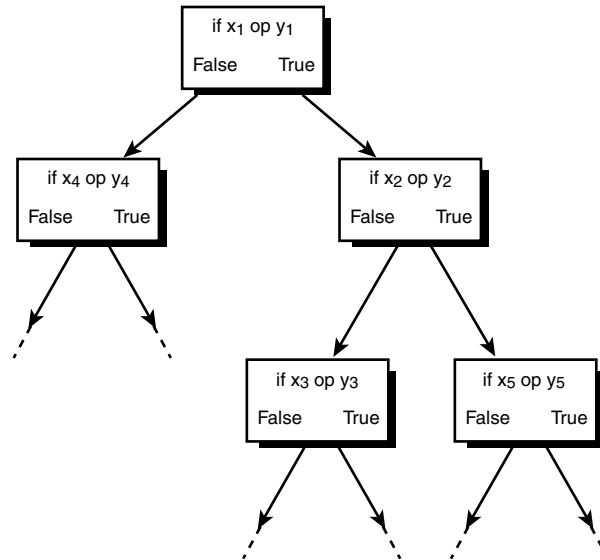 if x₁ op y₁
False True
if x₄ op y₄
False True
if x₂ op y₂
False True
if x₃ op y₃
False True
if x₅ op y₅
False True